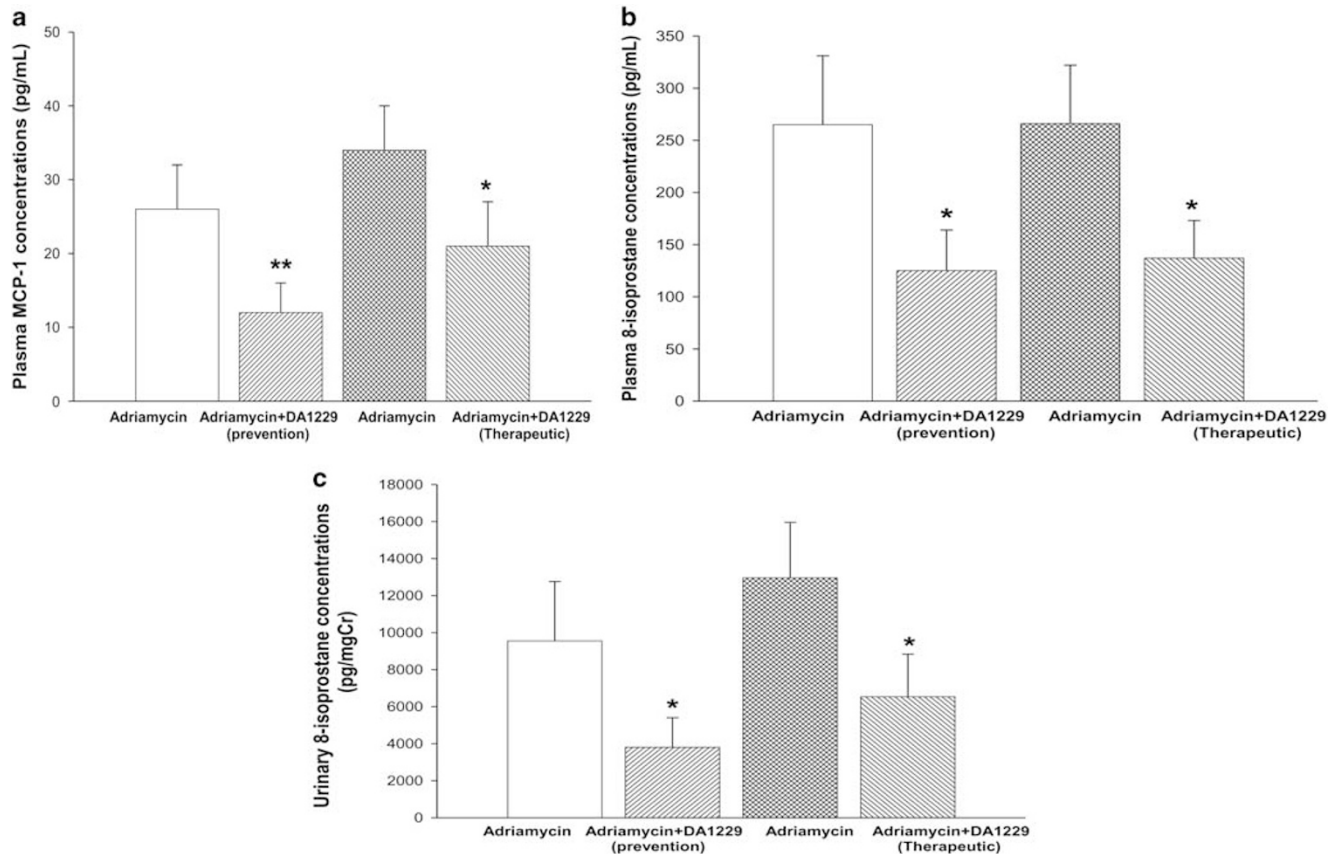 a
Plasma MCP-1 concentrations (pg/mL)
50
40
30
20
10
0
**
*
Adriamycin
Adriamycin+DA1229
(prevention)
Adriamycin
Adriamycin+DA1229
(Therapeutic)
b
Plasma 8-isoprostane concentrations (pg/mL)
350
300
250
200
150
100
50
0
*
*
Adriamycin
Adriamycin+DA1229
(prevention)
Adriamycin
Adriamycin+DA1229
(Therapeutic)
c
Urinary 8-isoprostane concentrations
(pg/mgCr)
18000
16000
14000
12000
10000
8000
6000
4000
2000
0
*
*
Adriamycin
Adriamycin+DA1229
(prevention)
Adriamycin
Adriamycin+DA1229
(Therapeutic)